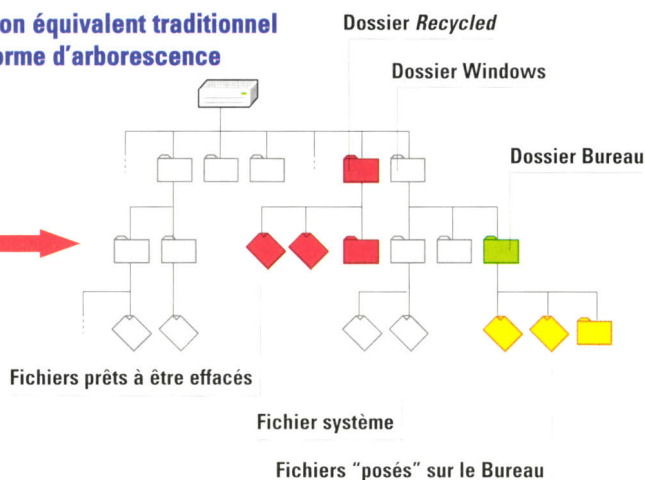 on équivalent traditionnel
orme d'arborescence
Dossier Recycled
Dossier Windows
Dossier Bureau
Fichiers prêts à être effacés
Fichier système
Fichiers “posés” sur le Bureau